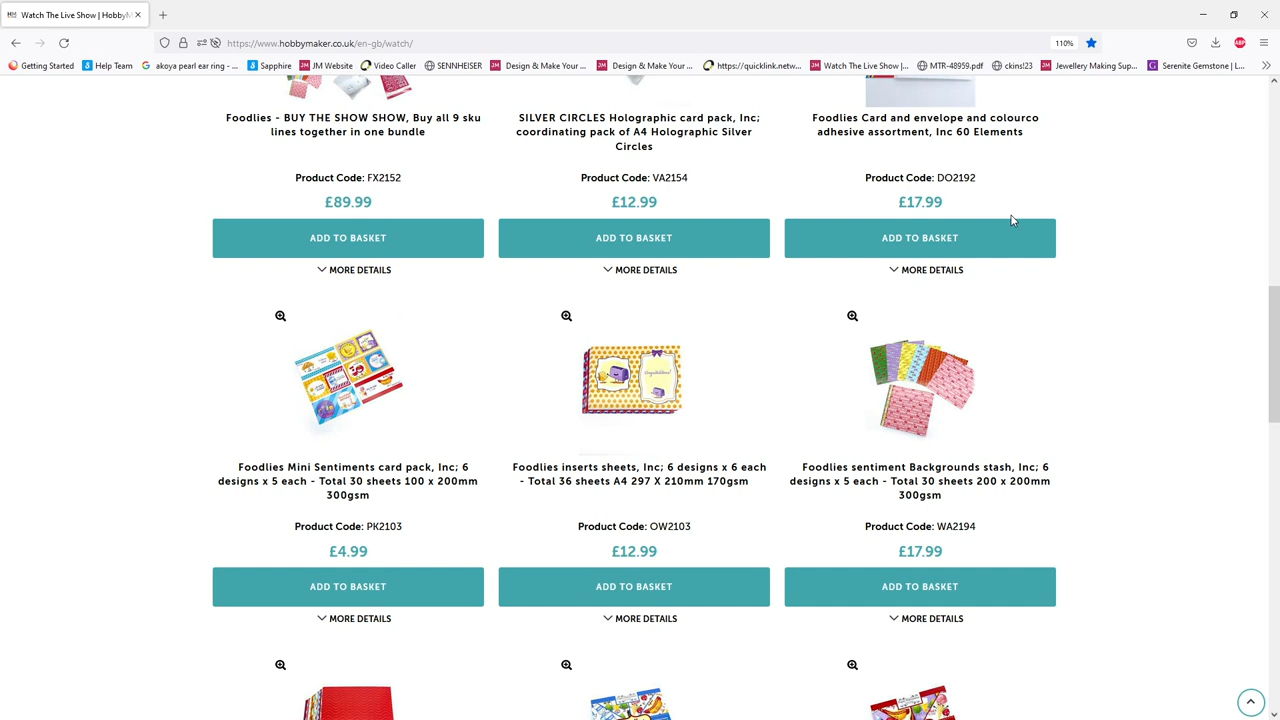 Watch The Live Show | HobbyM
https://www.hobbymaker.co.uk/en-gb/watch/
110%
ABP
Getting Started
Help Team
akoya pearl ear ring - ...
Sapphire
JM Website
Video Caller
SENNHEISER
Design & Make Your ...
Design & Make Your ...
https://quicklink.netw...
Watch The Live Show |...
MTR-48959.pdf
ckins!23
Jewellery Making Sup...
Serenite Gemstone | L...
Foodlies - BUY THE SHOW SHOW, Buy all 9 sku
lines together in one bundle
Product Code: FX2152
£89.99
ADD TO BASKET
MORE DETAILS
SILVER CIRCLES Holographic card pack, Inc;
coordinating pack of A4 Holographic Silver
Circles
Product Code: VA2154
£12.99
ADD TO BASKET
MORE DETAILS
Foodlies Card and envelope and colourco
adhesive assortment, Inc 60 Elements
Product Code: DO2192
£17.99
ADD TO BASKET
MORE DETAILS
Foodlies Mini Sentiments card pack, Inc; 6
designs x 5 each - Total 30 sheets 100 x 200mm
300gsm
Product Code: PK2103
£4.99
ADD TO BASKET
MORE DETAILS
Congratulations!
Foodlies inserts sheets, Inc; 6 designs x 6 each
- Total 36 sheets A4 297 X 210mm 170gsm
Product Code: OW2103
£12.99
ADD TO BASKET
MORE DETAILS
Foodlies sentiment Backgrounds stash, Inc; 6
designs x 5 each - Total 30 sheets 200 x 200mm
300gsm
Product Code: WA2194
£17.99
ADD TO BASKET
MORE DETAILS